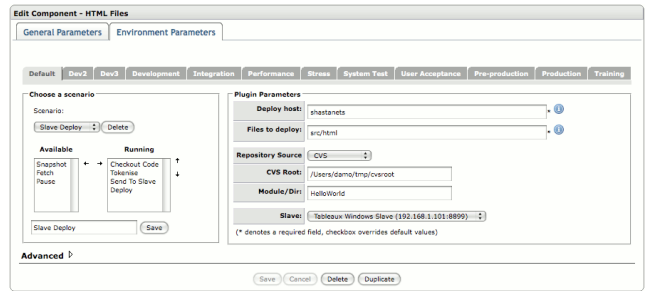 Edit Component - HTML Files
General Parameters Environment Parameters
Default Dev2 Dev3 Development Integration Performance Stress System Test User Acceptance Pre-production Production Training
Choose a scenario
Scenario:
Slave Deploy Delete
Available Running
Snapshot
Fetch
Pause
Checkout Code
Tokenise
Send To Slave
Deploy
Slave Deploy Save
Plugin Parameters
Deploy host: shastanets *
Files to deploy: src/html *
Repository Source CVS
CVS Root: /Users/damo/tmp/cvsroot
Module/Dir: HelloWorld
Slave: Tableaux Windows Slave (192.168.1.101:8899)
(* denotes a required field, checkbox overrides default values)
Advanced
Save Cancel Delete Duplicate